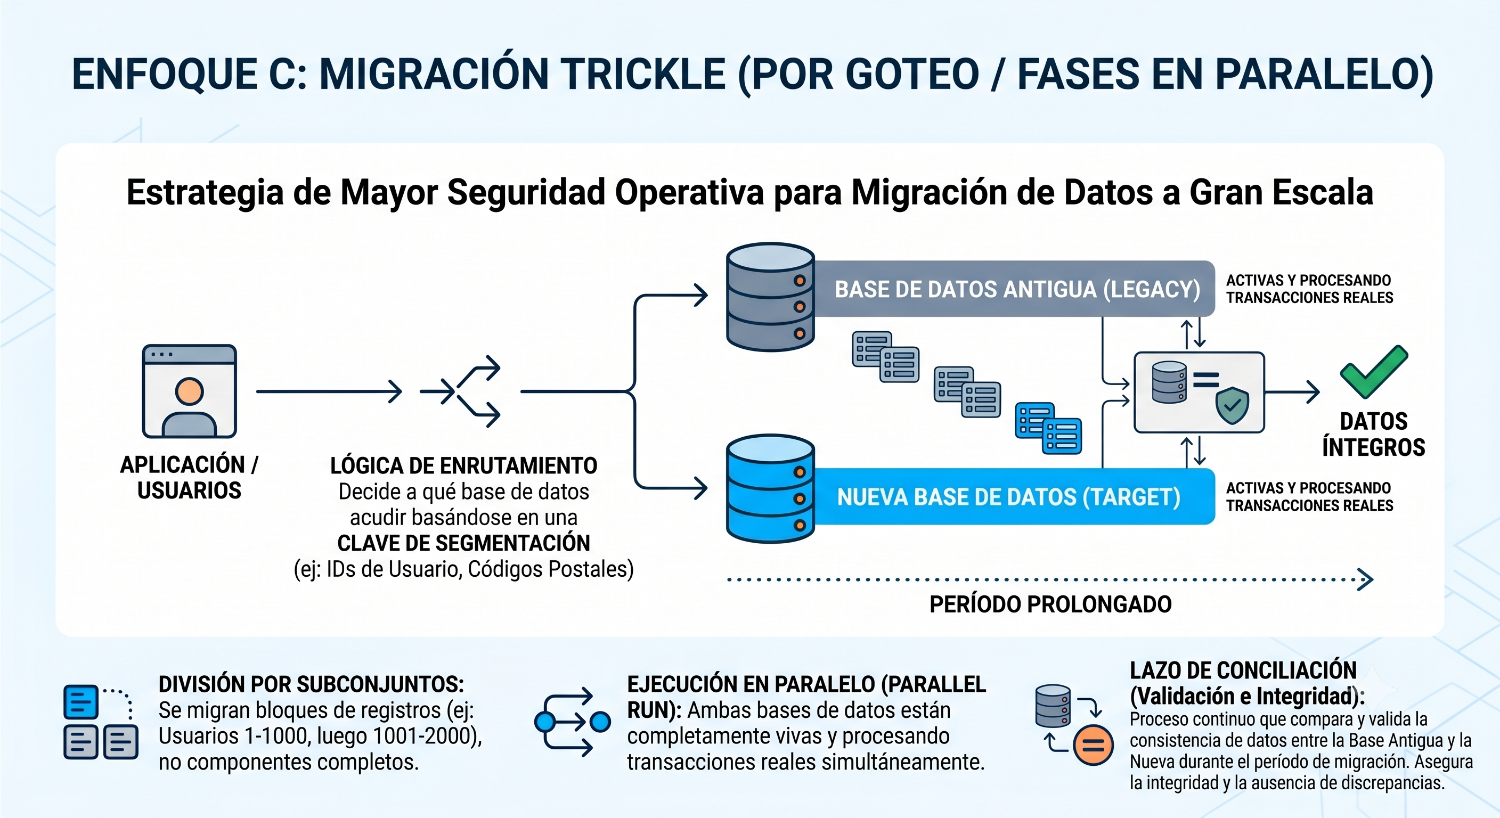 ENFOQUE C: MIGRACIÓN TRICKLE (POR GOTEO / FASES EN PARALELO)
Estrategia de Mayor Seguridad Operativa para Migración de Datos a Gran Escala
APLICACIÓN /
USUARIOS
LÓGICA DE ENRUTAMIENTO
Decide a qué base de datos
acudir basándose en una
CLAVE DE SEGMENTACIÓN
(ej: IDs de Usuario, Códigos Postales)
BASE DE DATOS ANTIGUA (LEGACY)
ACTIVAS Y PROCESANDO
TRANSACCIONES REALES
DATOS
ÍNTEGROS
NUEVA BASE DE DATOS (TARGET)
ACTIVAS Y PROCESANDO
TRANSACCIONES REALES
PERÍODO PROLONGADO
DIVISIÓN POR SUBCONJUNTOS:
Se migran bloques de registros (ej:
Usuarios 1-1000, luego 1001-2000),
no componentes completos.
EJECUCIÓN EN PARALELO (PARALLEL
RUN): Ambas bases de datos están
completamente vivas y procesando
transacciones reales simultáneamente.
LAZO DE CONCILIACIÓN
(Validación e Integridad):
Proceso continuo que compara y valida la
consistencia de datos entre la Base Antigua y la
Nueva durante el período de migración. Asegura
la integridad y la ausencia de discrepancias.